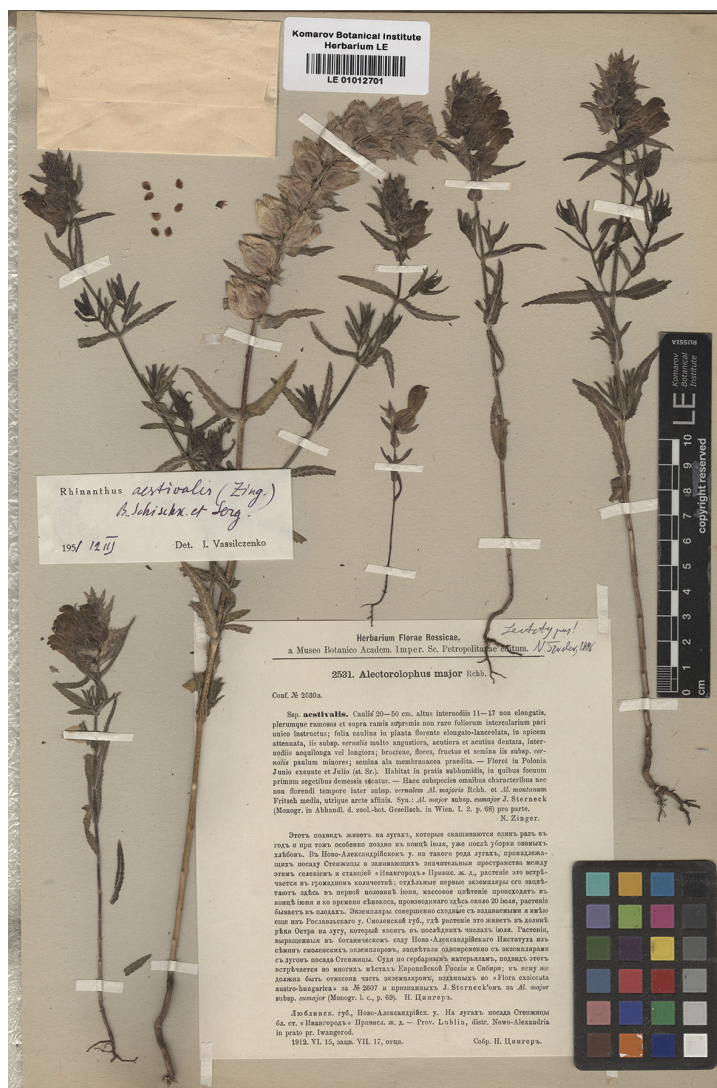 Komarov Botanical Institute
Herbarium LE
LE 01012701
RUSSIA
Komarov
Botanical
Institute
LE
copyright reserved
10
9
8
7
6
5
4
3
2
1
0
cm
Rhinanthus aestivalis (Zing.)
B. Schischk. et Serg.
1951 12 III Det. I. Vassilczenko
Lectotypus!
Herbarium Florae Rossicae,
a Museo Botanico Academ. Imper. Sc. Petropolitanae editum.
2531. Alectorolophus major Rchb.
Conf. № 2530a.
Ssp. aestivalis. Caulis 20—50 cm. altus internodiis 11—17 non elongatis,
plerumque ramosus et supra ramis supremis non raro foliorum intercalarium pari
unico instructus; folia caulina in planta florente elongato-lanceolata, in apicem
attenuata, iis subsp. vernalis multo angustiora, acutiora et acutius dentata, inter-
nodiis aequilonga vel longiora; bracteae, flores, fructus et semina iis subsp. ver-
nalis paulum minores; semina ala membranacea praedita. — Floret in Polonia
Junio exeunte et Julio (st. Sr.). Habitat in pratis subhumidis, in quibus foenum
primum segetibus demessis secatur. — Haec subspecies omnibus characteribus nec
non florendi tempore inter subsp. vernalem Al. majoris Rchb. et Al. montanum
Fritsch media, utrique arcte affinis. Syn.: Al. major subsp. eumajor J. Sterneck
(Monogr. in Abhandl. d. zool.-bot. Gesellsch. in Wien. I. 2. p. 68) pro parte.
N. Zinger.
Этотъ подвидъ живетъ на лугахъ, которые скашиваются одинъ разъ въ
годъ и при томъ особенно поздно въ концѣ іюля, уже послѣ уборки озимыхъ
хлѣбовъ. Въ Ново-Александрійскомъ у. на такого рода лугахъ, принадлежа-
щихъ посаду Стенжицы и занимающихъ значительныя пространства между
этимъ селеніемъ и станціей «Ивангородъ» Привис. ж. д., растеніе это встрѣ-
чается въ громадномъ количествѣ; отдѣльные первые экземпляры его зацвѣ-
таютъ здѣсь въ первой половинѣ іюня, массовое цвѣтеніе происходитъ въ
концѣ іюня и ко времени сѣнокоса, производимаго здѣсь около 20 іюля, растеніе
бываетъ въ плодахъ. Экземпляры совершенно сходные съ издаваемыми я имѣю
еще изъ Рославльскаго у. Смоленской губ., гдѣ растеніе это живетъ въ долинѣ
рѣки Остра на лугу, который косятъ въ послѣднихъ числахъ іюля. Растенія,
выращенныя въ ботаническомъ саду Ново-Александрійскаго Института изъ
сѣмянъ смоленскихъ экземпляровъ, зацвѣтали одновременно съ экземплярами
съ луговъ посада Стенжицы. Судя по гербарнымъ матерьяламъ, подвидъ этотъ
встрѣчается во многихъ мѣстахъ Европейской Россіи и Сибири; къ нему же
должна быть отнесена часть экземпляровъ, изданныхъ во «Flora exsiccata
austro-hungarica» за № 2607 и признанныхъ J. Sterneck'омъ за Al. major
subsp. eumajor (Monogr. l. c., p. 69). Н. Цингеръ.
Люблинск. губ., Ново-Александрійск. у. На лугахъ посада Стенжицы
бл. ст. «Ивангородъ» Привисл. ж. д. — Prov. Lublin, distr. Nowo-Alexandria
in prato pr. Iwangorod.
1912. VI. 15, зацв. VII. 17, отцв. Собр. Н. Цингеръ.